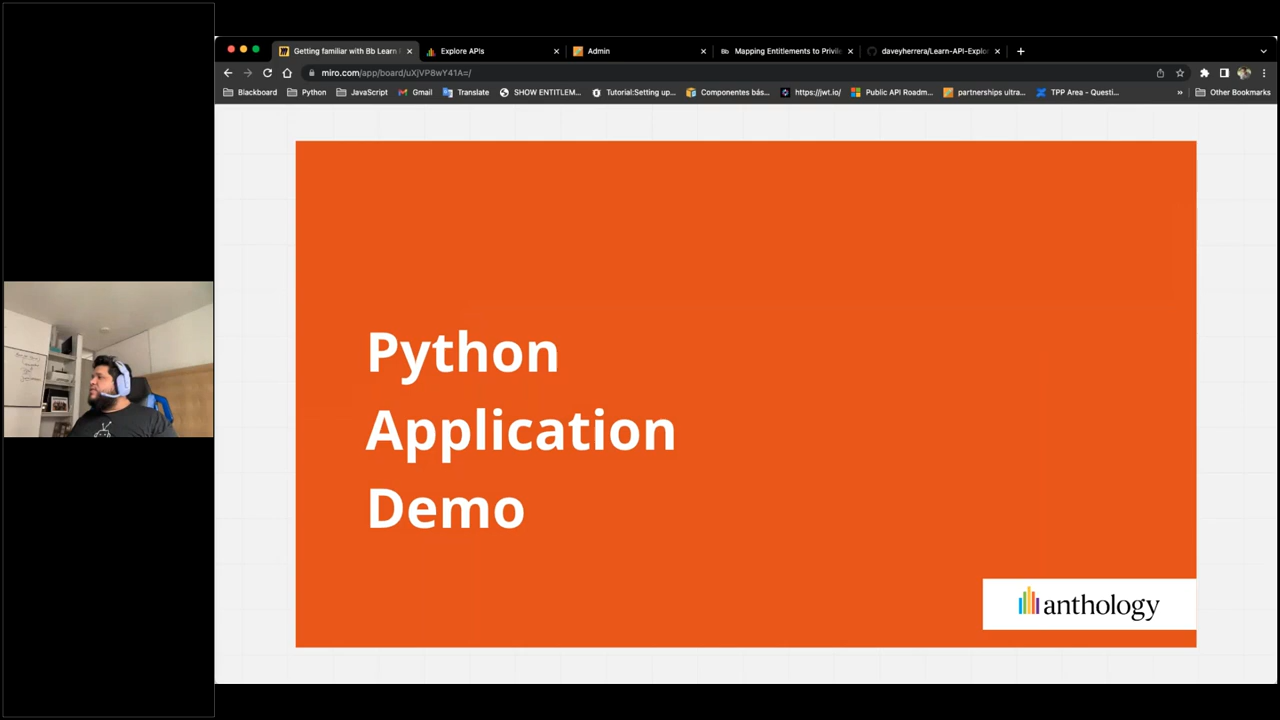 Getting familiar with Bb Learn
Explore APIs
Admin
Bb Mapping Entitlements to Privile
daveyherrera/Learn-API-Explo
miro.com/app/board/uXjVP8wY41A=/
Blackboard
Python
JavaScript
Gmail
Translate
SHOW ENTITLEM...
Tutorial:Setting up...
Componentes bás...
https://jwt.io/
Public API Roadm...
partnerships ultra...
TPP Area - Questi...
»
Other Bookmarks
Python
Application
Demo
anthology